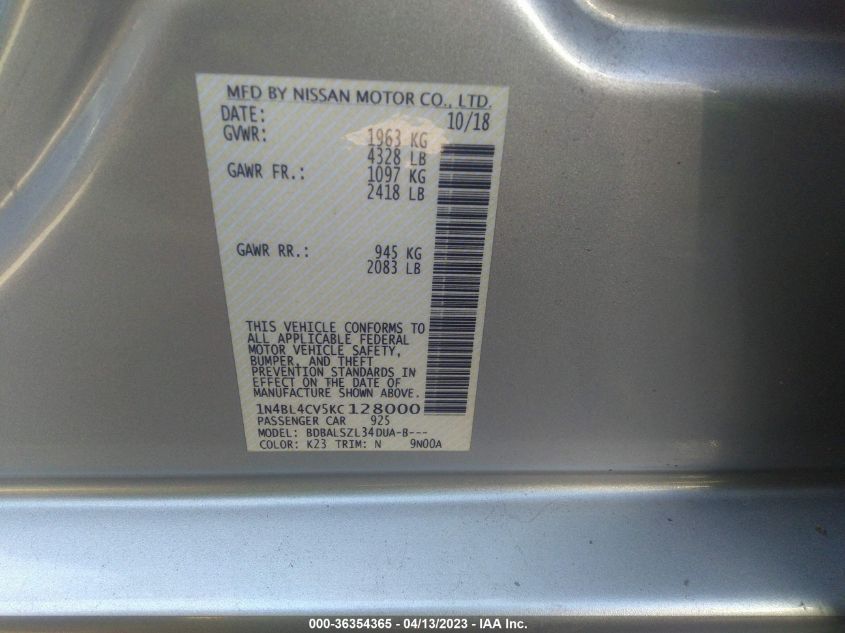 MFD BY NISSAN MOTOR CO., LTD.
DATE: 10/18
GVWR: 1963 KG
4328 LB
GAWR FR.: 1097 KG
2418 LB
GAWR RR.: 945 KG
2083 LB
THIS VEHICLE CONFORMS TO
ALL APPLICABLE FEDERAL
MOTOR VEHICLE SAFETY,
BUMPER, AND THEFT
PREVENTION STANDARDS IN
EFFECT ON THE DATE OF
MANUFACTURE SHOWN ABOVE.
1N4BL4CV5KC128000
PASSENGER CAR 925
MODEL: BDBALSZL34DUA-B---
COLOR: K23 TRIM: N 9N00A
000-36354365 - 04/13/2023 - © IAA Inc.